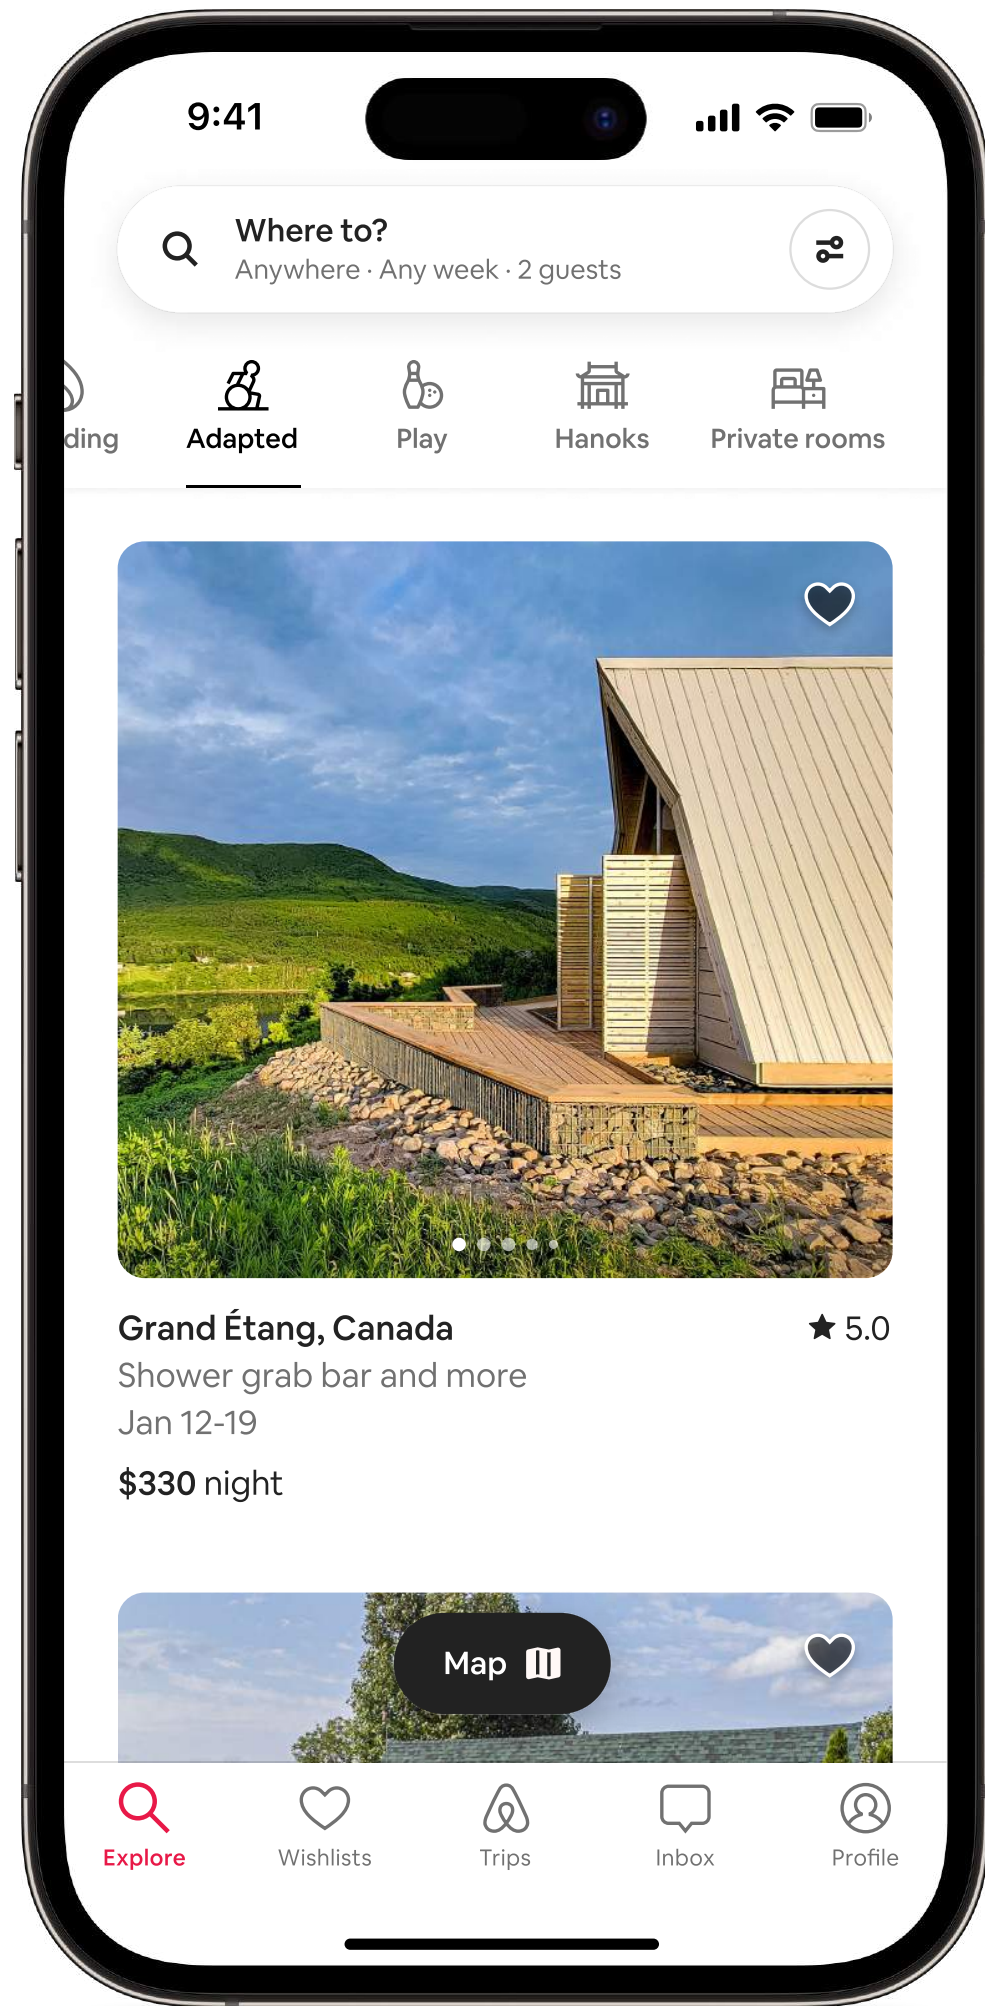 9:41
Where to?
Anywhere · Any week · 2 guests
ding
Adapted
Play
Hanoks
Private rooms
Grand Étang, Canada
5.0
Shower grab bar and more
Jan 12-19
$330 night
Map
Explore
Wishlists
Trips
Inbox
Profile